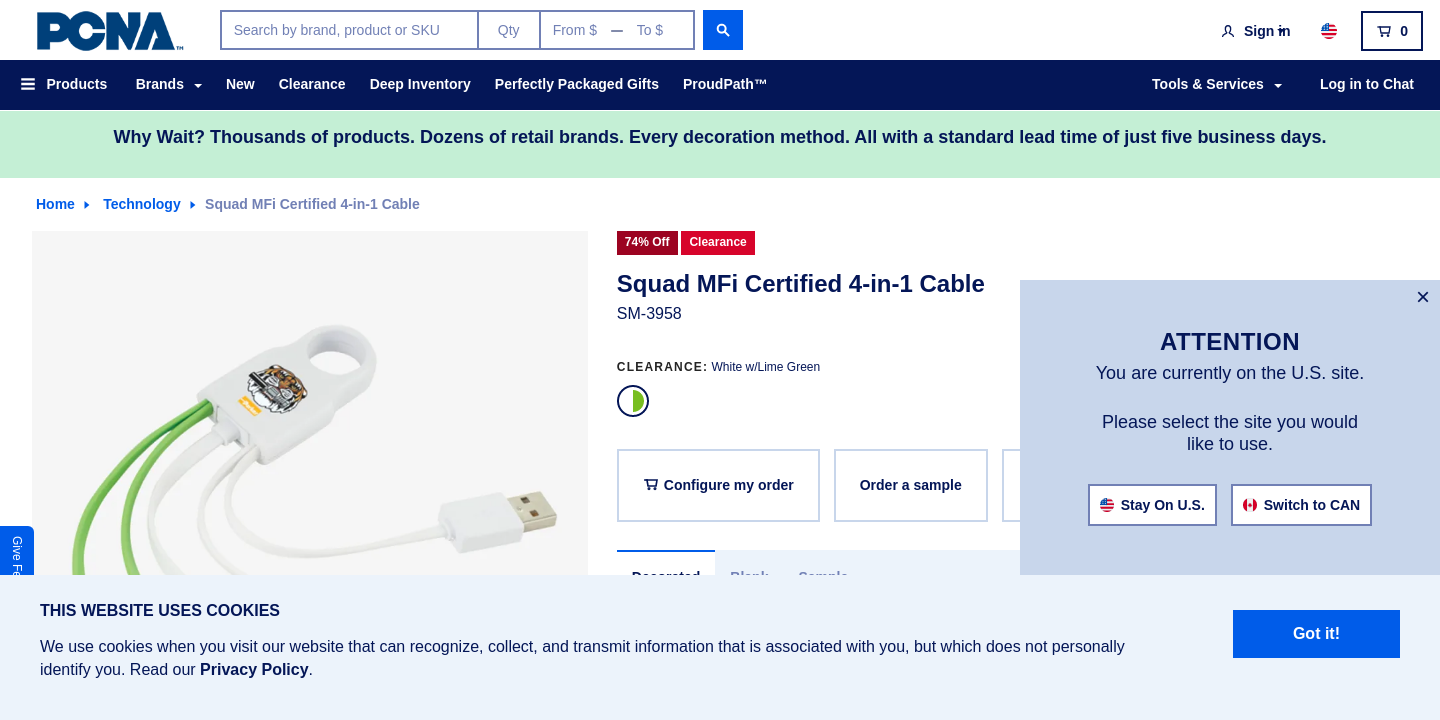 PCNA™
Search by brand, product or SKU
Qty
From $ — To $
Sign in
0
Products
Brands
New
Clearance
Deep Inventory
Perfectly Packaged Gifts
ProudPath™
Tools & Services
Log in to Chat
Why Wait? Thousands of products. Dozens of retail brands. Every decoration method. All with a standard lead time of just five business days.
Home
Technology
Squad MFi Certified 4-in-1 Cable
74% Off
Clearance
Squad MFi Certified 4-in-1 Cable
SM-3958
CLEARANCE: White w/Lime Green
Configure my order
Order a sample
Decorated
Blank
Sample
×
ATTENTION
You are currently on the U.S. site.
Please select the site you would
like to use.
Stay On U.S.
Switch to CAN
Give Fe
THIS WEBSITE USES COOKIES
We use cookies when you visit our website that can recognize, collect, and transmit information that is associated with you, but which does not personally
identify you. Read our Privacy Policy.
Got it!